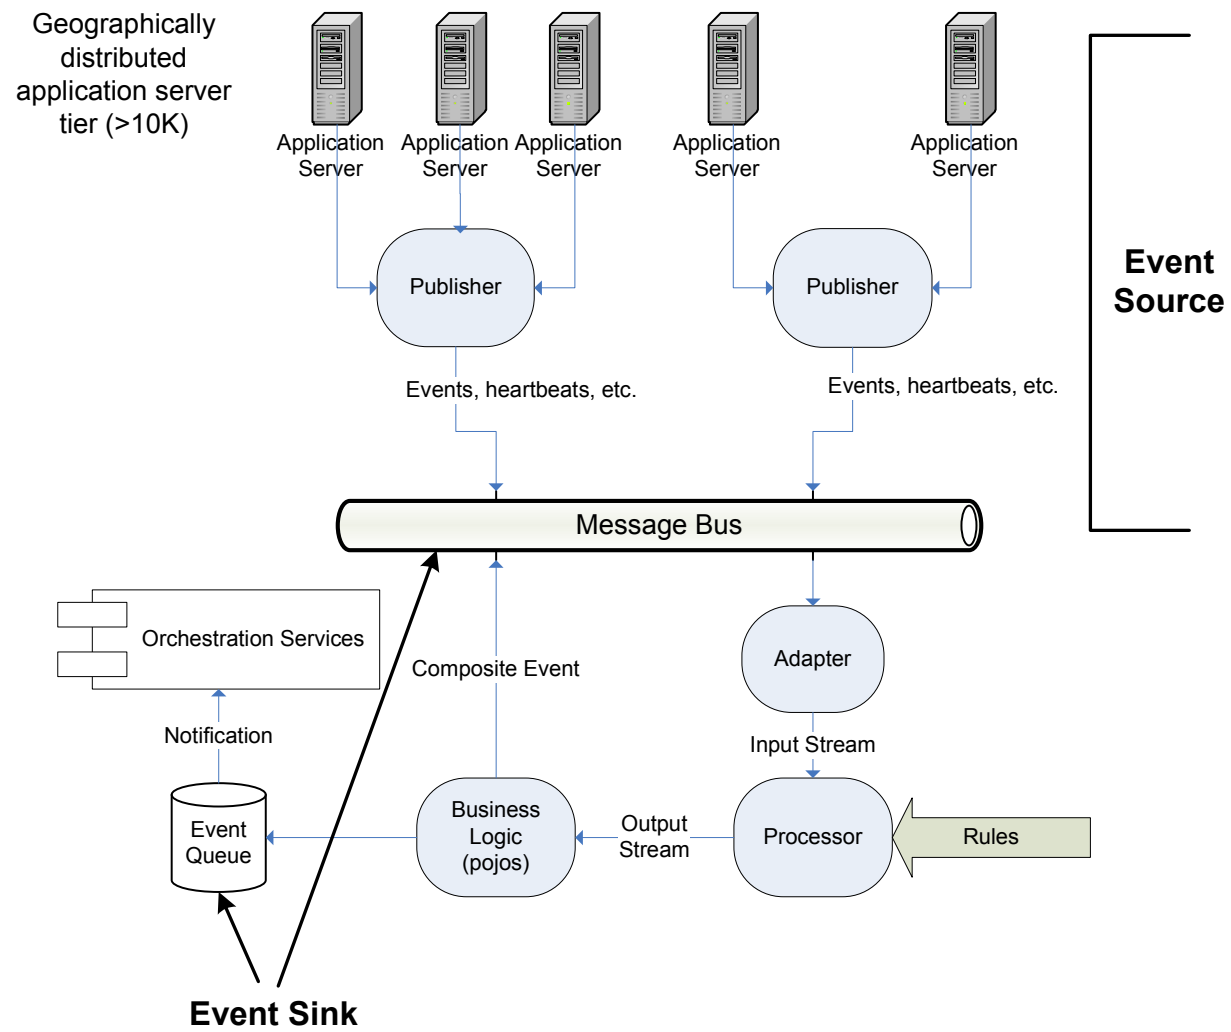 Geographically
distributed
application server
tier (>10K)
Application
Server
Application
Server
Application
Server
Application
Server
Application
Server
Publisher
Publisher
Event
Source
Events, heartbeats, etc.
Events, heartbeats, etc.
Message Bus
Orchestration Services
Composite Event
Adapter
Notification
Input Stream
Event
Queue
Business
Logic
(pojos)
Output
Stream
Processor
Rules
Event Sink